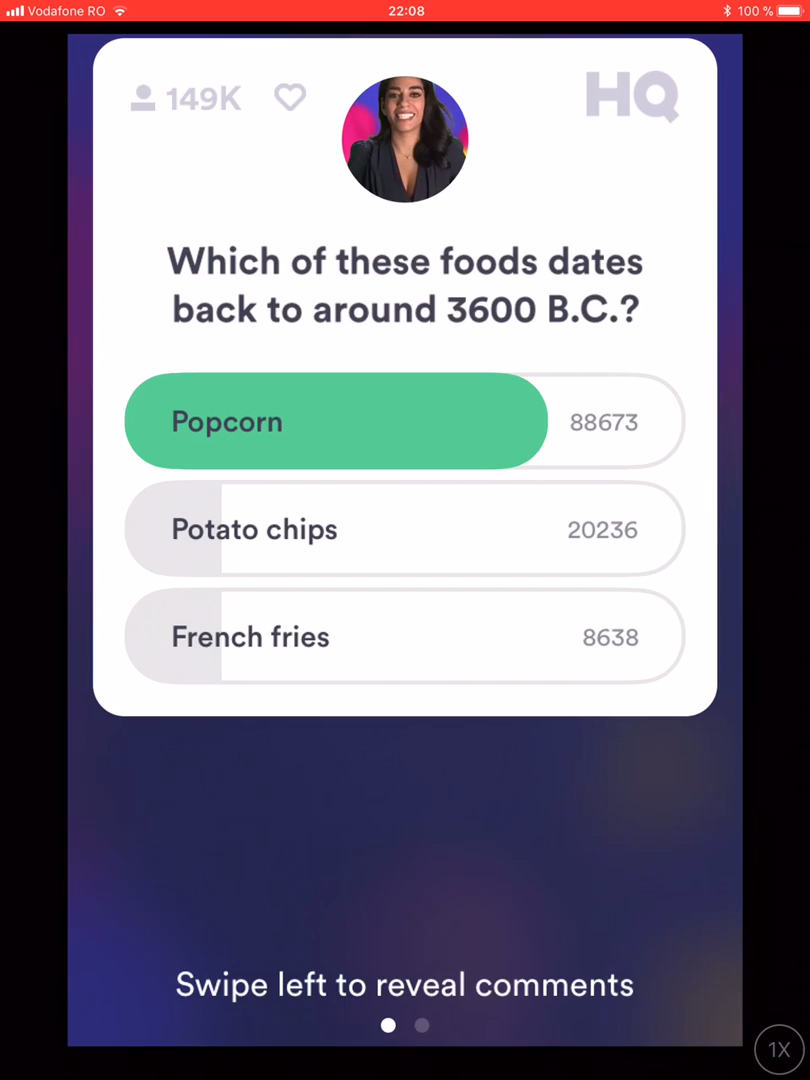 Vodafone RO
22:08
100 %
149K
HQ
Which of these foods dates
back to around 3600 B.C.?
Popcorn 88673
Potato chips 20236
French fries 8638
Swipe left to reveal comments
1X